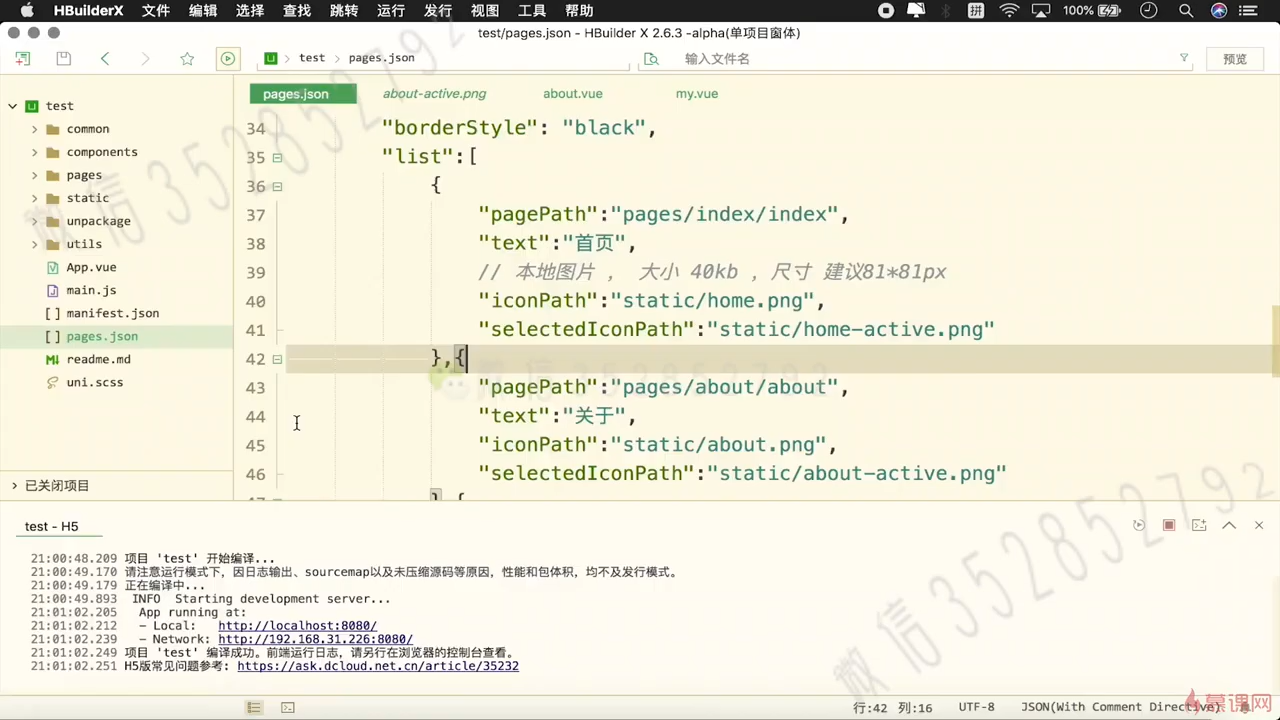 HBuilderX 文件 编辑 选择 查找 跳转 运行 发行 视图 工具 帮助 拼 100%
test/pages.json - HBuilder X 2.6.3 -alpha(单项目窗体)
test pages.json 输入文件名 预览
pages.json about-active.png about.vue my.vue
test
common
components
pages
static
unpackage
utils
App.vue
main.js
[ ] manifest.json
[ ] pages.json
readme.md
uni.scss
已关闭项目
34 "borderStyle": "black",
35 "list":[
36 {
37 "pagePath":"pages/index/index",
38 "text":"首页",
39 // 本地图片 , 大小 40kb ,尺寸 建议81*81px
40 "iconPath":"static/home.png",
41 "selectedIconPath":"static/home-active.png"
42 },{
43 "pagePath":"pages/about/about",
44 "text":"关于",
45 "iconPath":"static/about.png",
46 "selectedIconPath":"static/about-active.png"
微信 352852792
微信 352852792
微信 352852792
test - H5
21:00:48.209 项目 'test' 开始编译...
21:00:49.170 请注意运行模式下，因日志输出、sourcemap以及未压缩源码等原因，性能和包体积，均不及发行模式。
21:00:49.179 正在编译中...
21:00:49.893 INFO Starting development server...
21:01:02.205 App running at:
21:01:02.212 - Local: http://localhost:8080/
21:01:02.239 - Network: http://192.168.31.226:8080/
21:01:02.249 项目 'test' 编译成功。前端运行日志，请另行在浏览器的控制台查看。
21:01:02.251 H5版常见问题参考: https://ask.dcloud.net.cn/article/35232
行:42 列:16 UTF-8 JSON(With Comment Directive)
慕课网